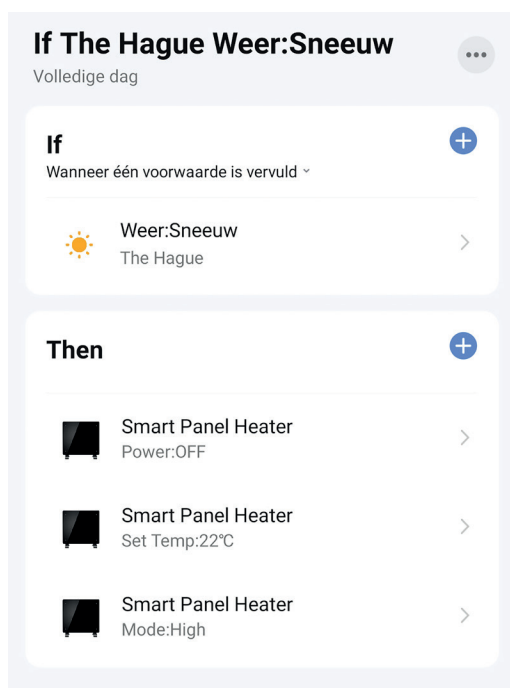 If The Hague Weer:Sneeuw
Volledige dag
If
Wanneer één voorwaarde is vervuld
Weer:Sneeuw
The Hague
Then
Smart Panel Heater
Power:OFF
Smart Panel Heater
Set Temp:22℃
Smart Panel Heater
Mode:High